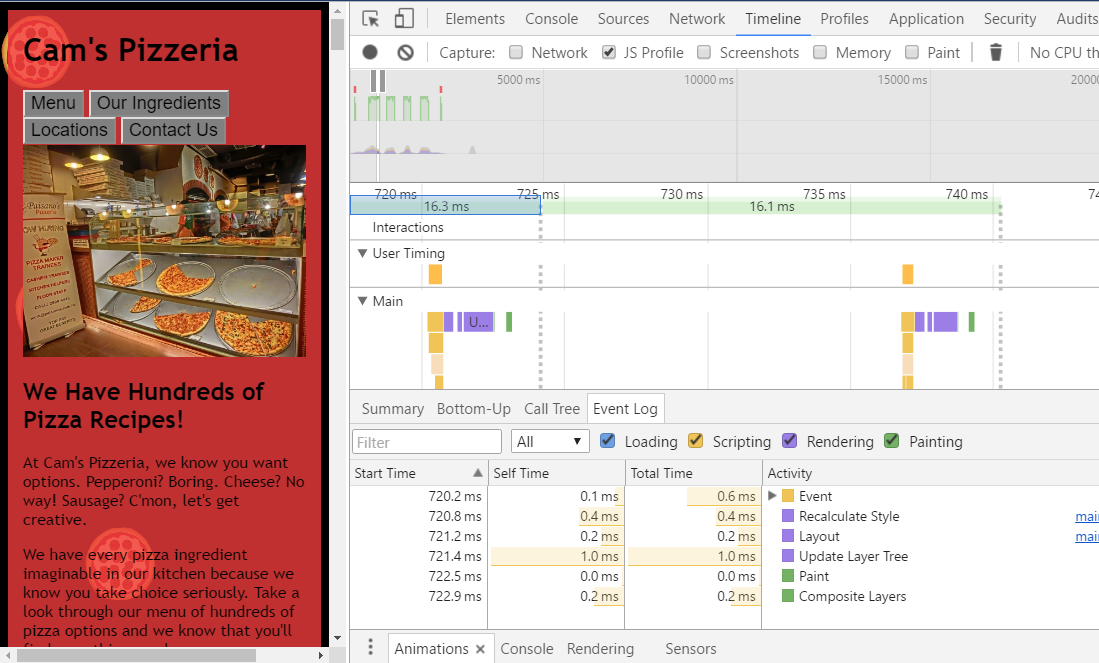 Cam's Pizzeria
Menu
Our Ingredients
Locations
Contact Us
Paisano's
PIZZA MAKER
TRAINEES
We Have Hundreds of
Pizza Recipes!
At Cam's Pizzeria, we know you want
options. Pepperoni? Boring. Cheese? No
way! Sausage? C'mon, let's get
creative.
We have every pizza ingredient
imaginable in our kitchen because we
know you take choice seriously. Take a
look through our menu of hundreds of
pizza options and we know that you'll
Elements Console Sources Network Timeline Profiles Application Security Audits
Capture: Network JS Profile Screenshots Memory Paint No CPU th
5000 ms 10000 ms 15000 ms 20000
720 ms 725 ms 730 ms 735 ms 740 ms 74
16.3 ms 16.1 ms
Interactions
User Timing
Main
U...
Summary Bottom-Up Call Tree Event Log
Filter All Loading Scripting Rendering Painting
Start Time Self Time Total Time Activity
720.2 ms 0.1 ms 0.6 ms Event
720.8 ms 0.4 ms 0.4 ms Recalculate Style mai
721.2 ms 0.2 ms 0.2 ms Layout mai
721.4 ms 1.0 ms 1.0 ms Update Layer Tree
722.5 ms 0.0 ms 0.0 ms Paint
722.9 ms 0.2 ms 0.2 ms Composite Layers
Animations Console Rendering Sensors